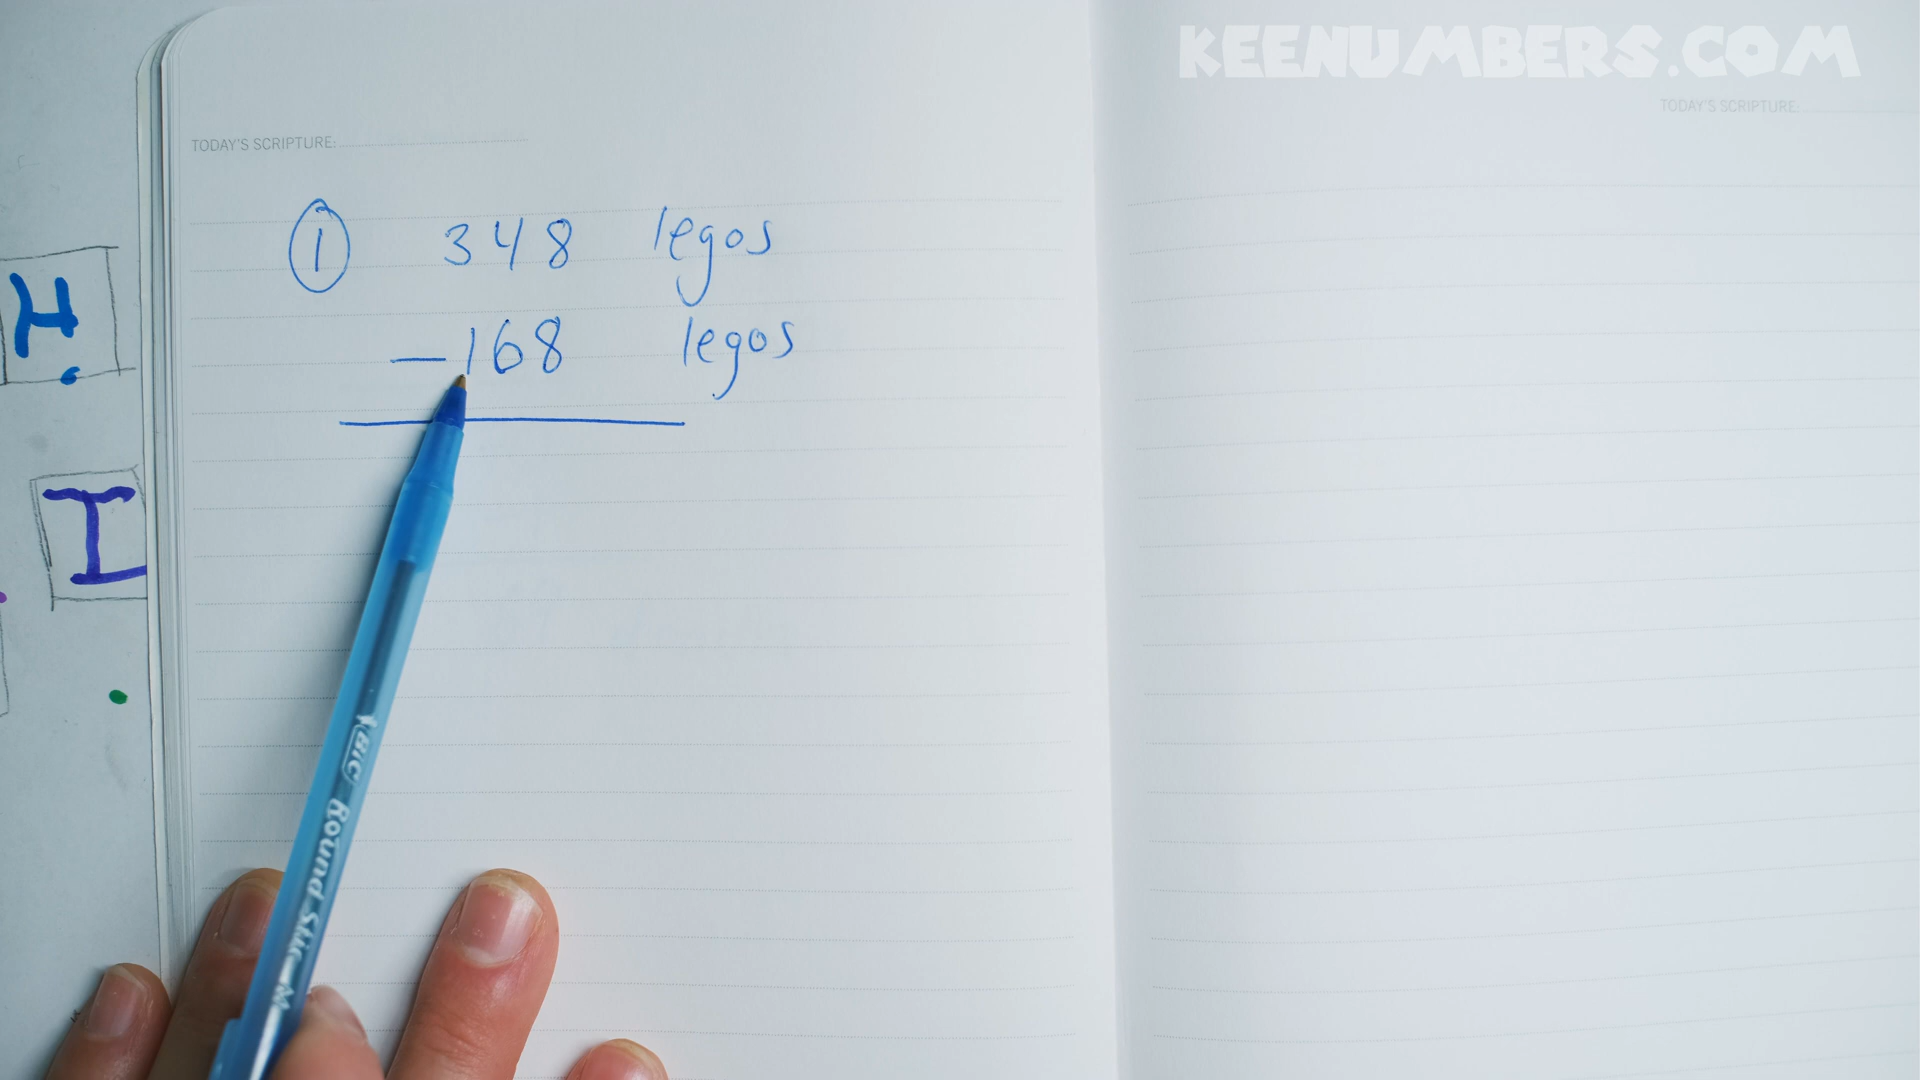 KEENUMBERS.COM
TODAY'S SCRIPTURE:
TODAY'S SCRIPTURE:
1 348 legos
-168 legos
BIC Round Stic M
I